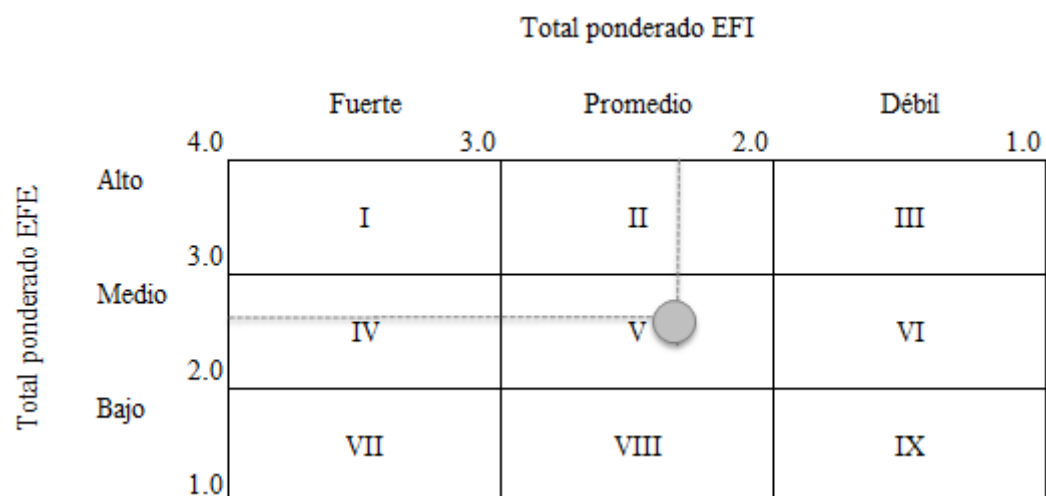 Total ponderado EFI
Fuerte Promedio Débil
4.0 3.0 2.0 1.0
Total ponderado EFE
Alto
I II III
3.0
Medio
IV V VI
2.0
Bajo
VII VIII IX
1.0